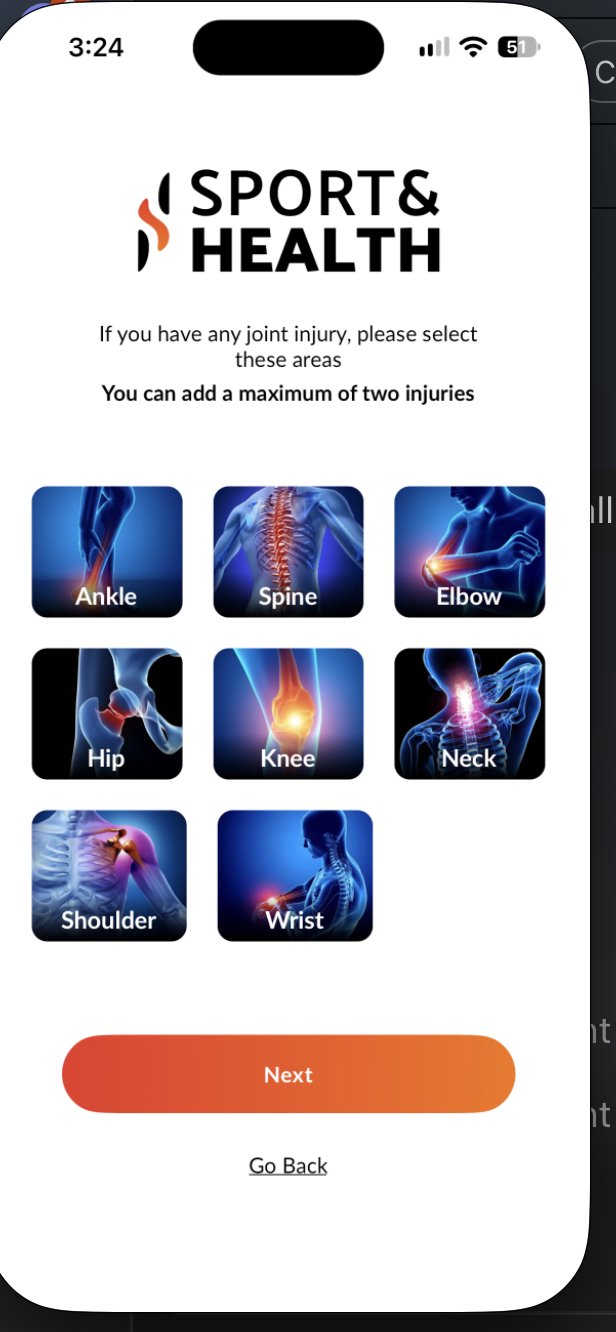 3:24
51
SPORT&
HEALTH
If you have any joint injury, please select
these areas
You can add a maximum of two injuries
Ankle
Spine
Elbow
Hip
Knee
Neck
Shoulder
Wrist
Next
Go Back